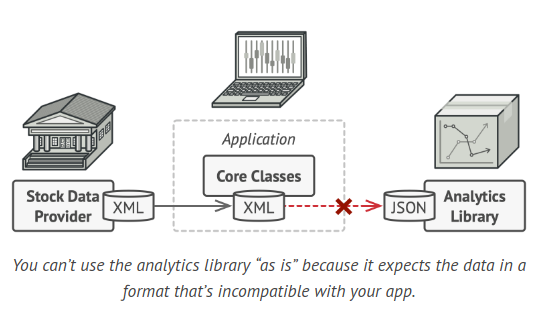 Application
Stock Data
Provider
XML
Core Classes
XML
JSON
Analytics
Library
You can’t use the analytics library “as is” because it expects the data in a
format that’s incompatible with your app.